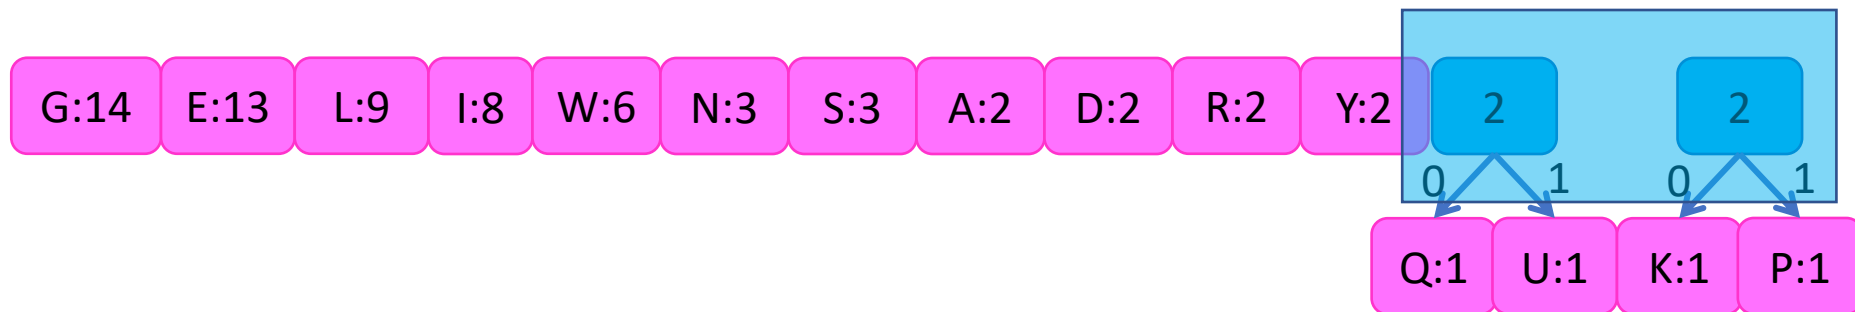 G:14 E:13 L:9 I:8 W:6 N:3 S:3 A:2 D:2 R:2 Y:2 2 2
0 1 0 1
Q:1 U:1 K:1 P:1